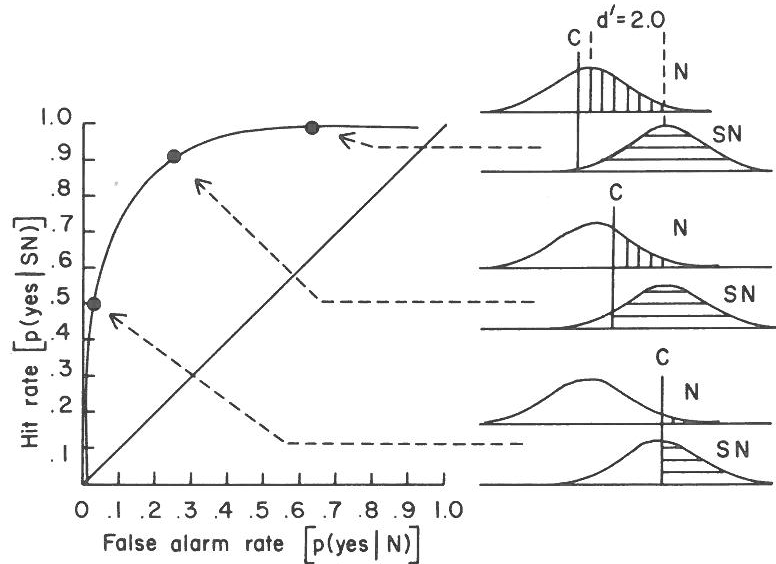 d′=2.0
C
N
SN
C
N
SN
C
N
SN
1.0
.9
.8
.7
.6
.5
.4
.3
.2
.1
Hit rate [p(yes|SN)]
0 .1 .2 .3 .4 .5 .6 .7 .8 .9 1.0
False alarm rate [p(yes|N)]